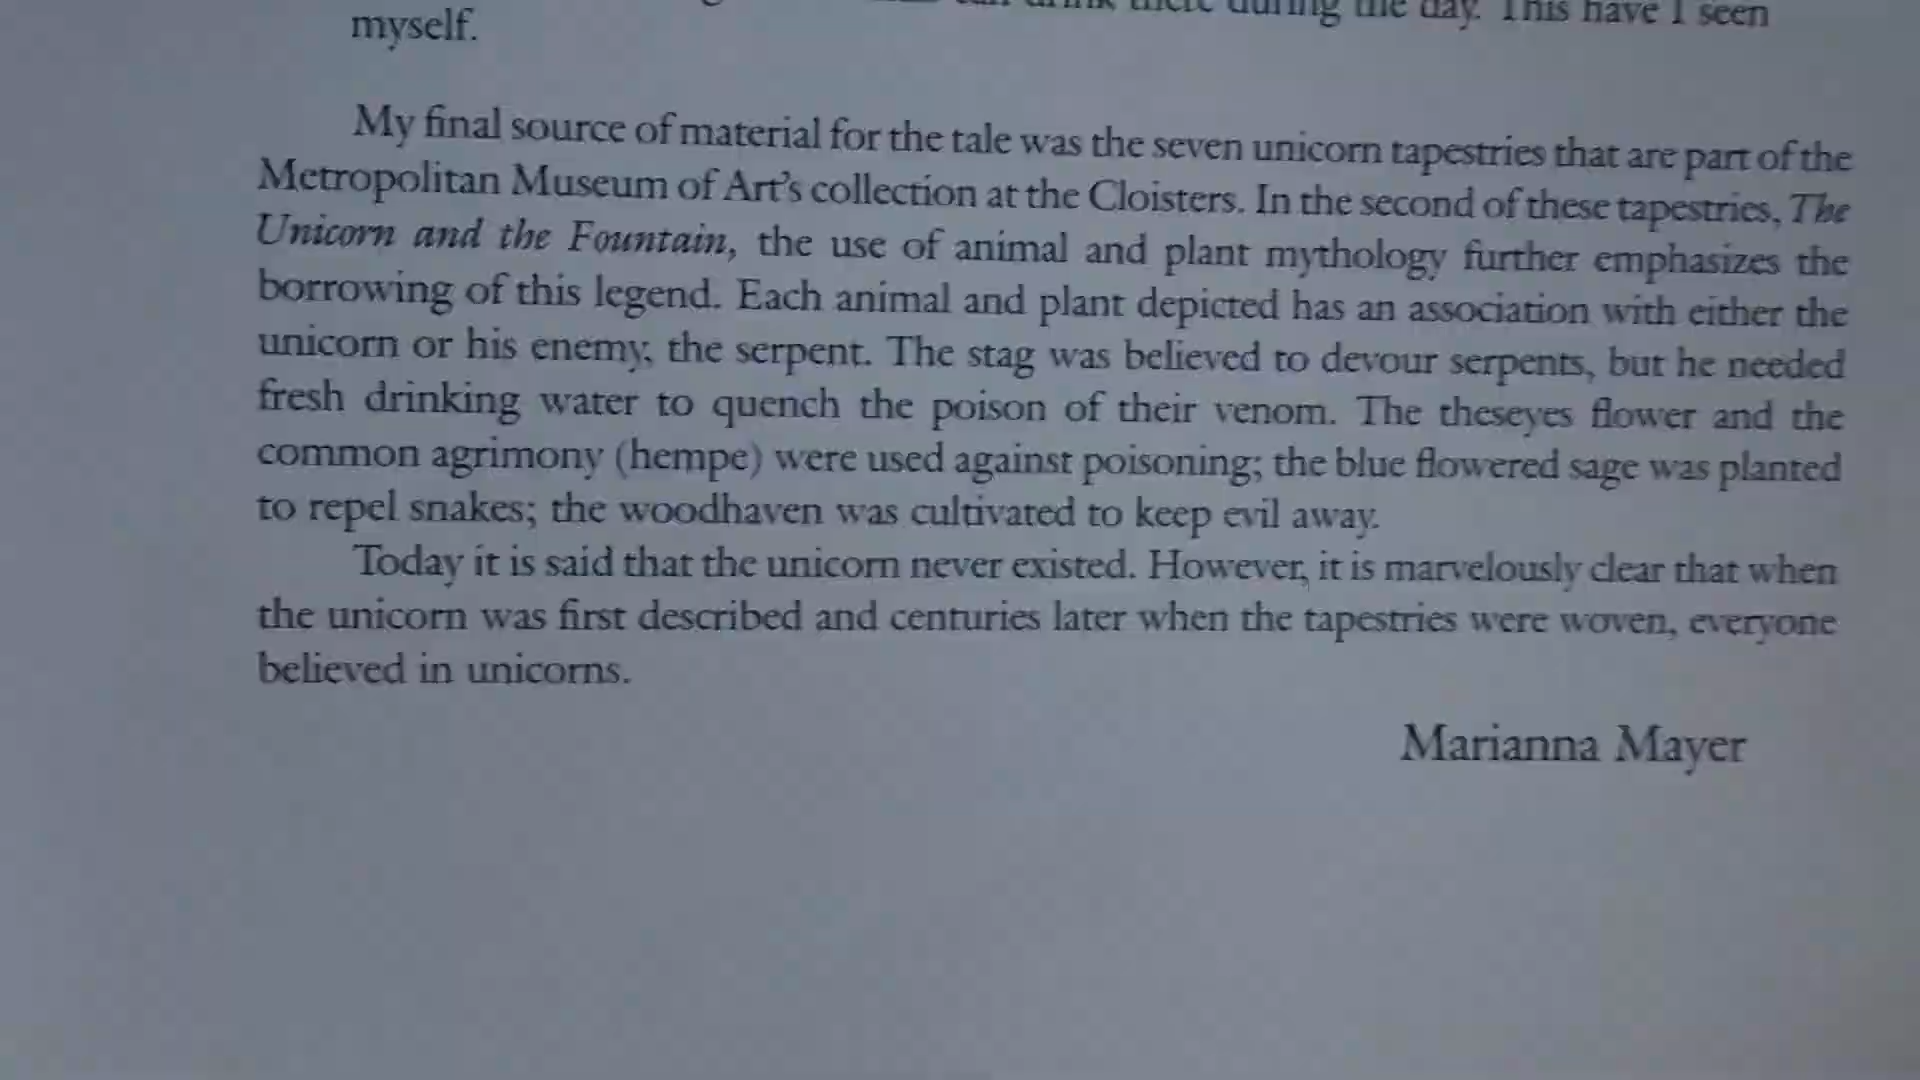 drink there during the day. This have I seen
myself.
My final source of material for the tale was the seven unicorn tapestries that are part of the
Metropolitan Museum of Art's collection at the Cloisters. In the second of these tapestries, The
Unicorn and the Fountain, the use of animal and plant mythology further emphasizes the
borrowing of this legend. Each animal and plant depicted has an association with either the
unicorn or his enemy, the serpent. The stag was believed to devour serpents, but he needed
fresh drinking water to quench the poison of their venom. The theseyes flower and the
common agrimony (hempe) were used against poisoning; the blue flowered sage was planted
to repel snakes; the woodhaven was cultivated to keep evil away.
Today it is said that the unicorn never existed. However, it is marvelously clear that when
the unicorn was first described and centuries later when the tapestries were woven, everyone
believed in unicorns.
Marianna Mayer